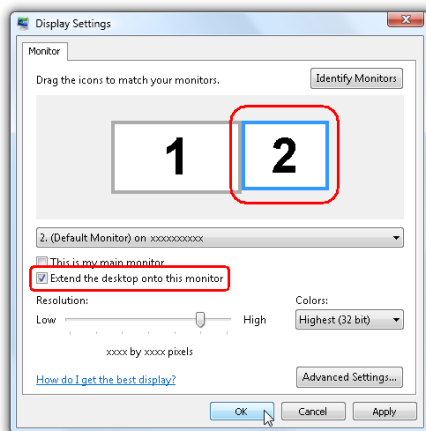 Display Settings
Monitor
Drag the icons to match your monitors.
Identify Monitors
1
2
2. (Default Monitor) on xxxxxxxxxx
This is my main monitor
Extend the desktop onto this monitor
Resolution:
Colors:
Low
High
Highest (32 bit)
xxxx by xxxx pixels
How do I get the best display?
Advanced Settings...
OK
Cancel
Apply